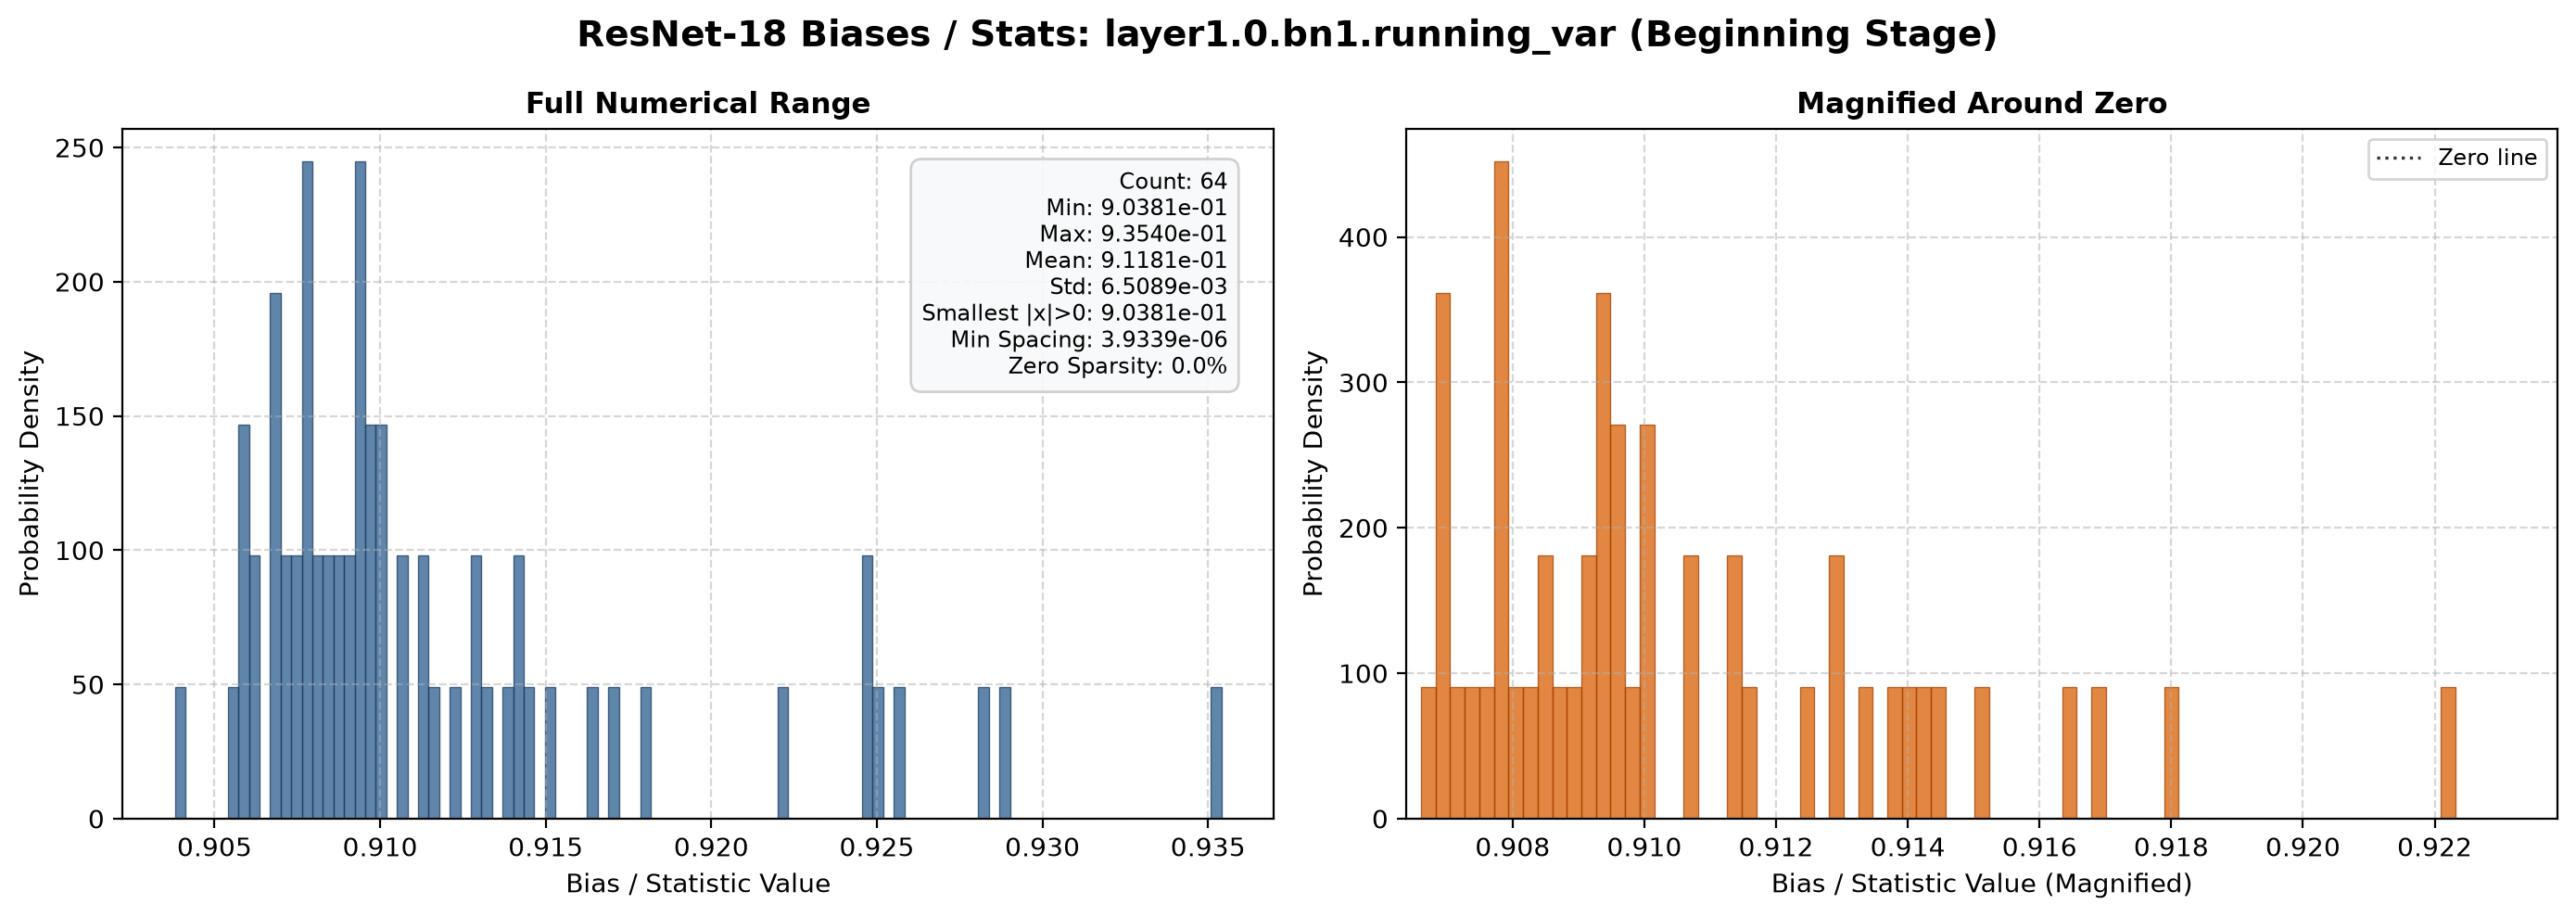 ResNet-18 Biases / Stats: layer1.0.bn1.running_var (Beginning Stage)
Full Numerical Range
250
200
150
100
50
0
Probability Density
Count: 64
Min: 9.0381e-01
Max: 9.3540e-01
Mean: 9.1181e-01
Std: 6.5089e-03
Smallest |x|>0: 9.0381e-01
Min Spacing: 3.9339e-06
Zero Sparsity: 0.0%
0.905 0.910 0.915 0.920 0.925 0.930 0.935
Bias / Statistic Value
Magnified Around Zero
Zero line
400
300
200
100
0
Probability Density
0.908 0.910 0.912 0.914 0.916 0.918 0.920 0.922
Bias / Statistic Value (Magnified)